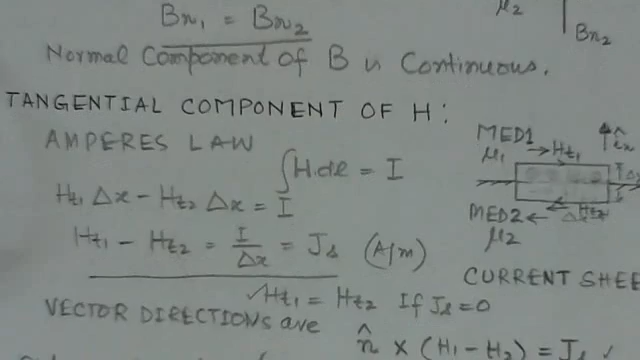 Bn₁ = Bn₂
μ₂
Bn₂
Normal Component of B is Continuous.
TANGENTIAL COMPONENT OF H:
AMPERES LAW
∫H.dl = I
Ht₁ Δx - Ht₂ Δx = I
Ht₁ - Ht₂ = I/Δx = Js (A/m)
MED1
μ₁
→Ht₁
MED2
μ₂
Ht₂
CURRENT SHEE
✓Ht₁ = Ht₂ If Js=0
VECTOR DIRECTIONS are
n̂ × (H₁-H₂) = Js ✓